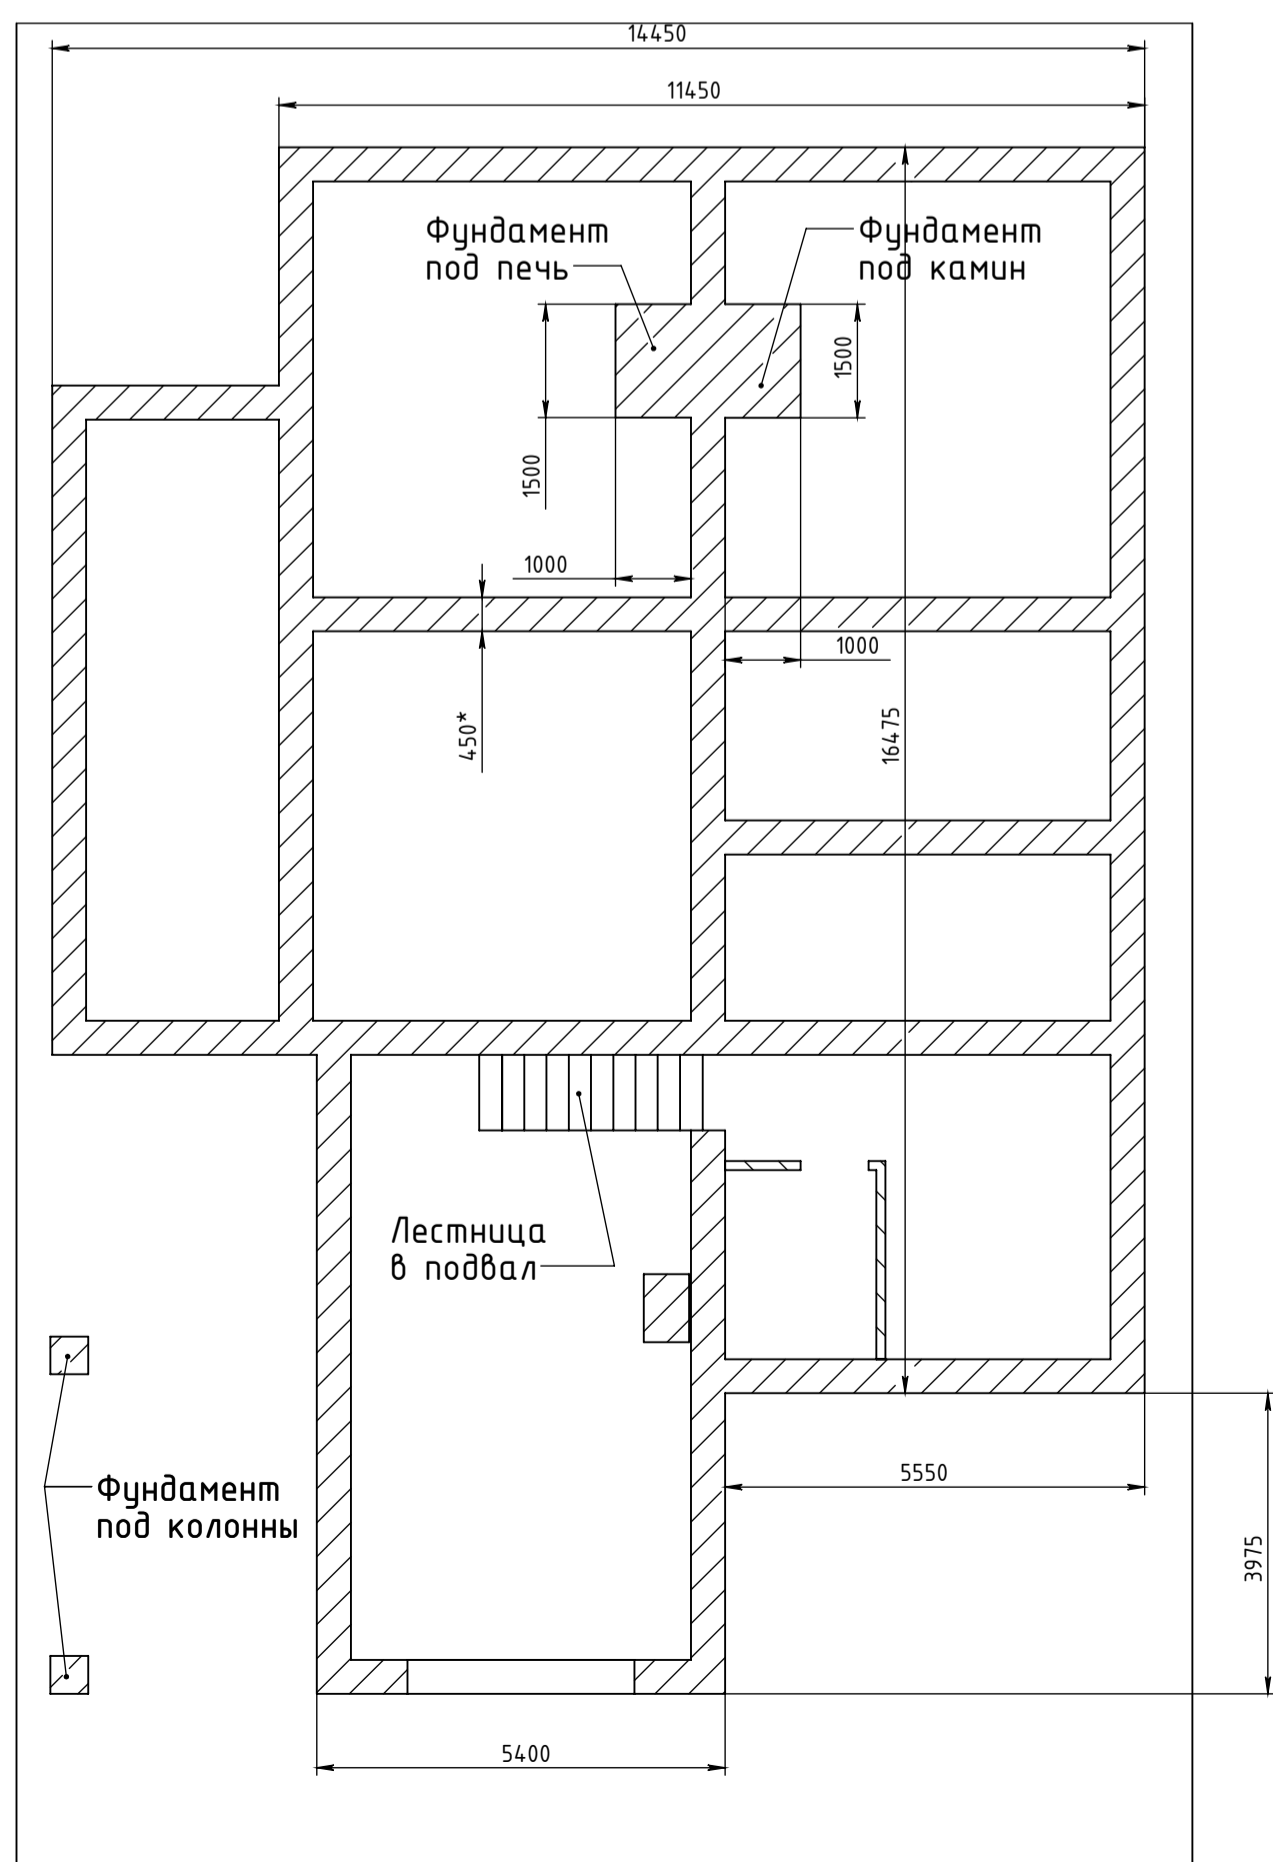 14450
11450
Фундамент
под печь
Фундамент
под камин
1500
1500
1000
1000
450*
16475
Лестница
в подвал
Фундамент
под колонны
5550
3975
5400